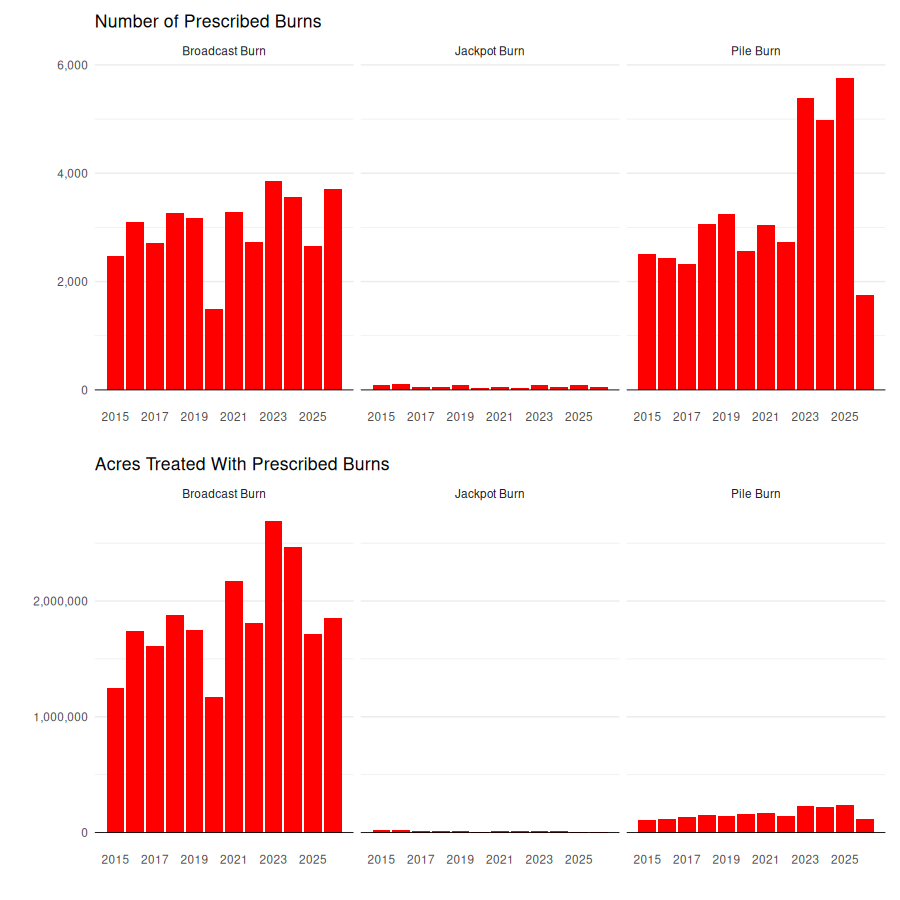 Number of Prescribed Burns
Broadcast Burn Jackpot Burn Pile Burn
6,000
4,000
2,000
0
2015 2017 2019 2021 2023 2025 2015 2017 2019 2021 2023 2025 2015 2017 2019 2021 2023 2025
Acres Treated With Prescribed Burns
Broadcast Burn Jackpot Burn Pile Burn
2,000,000
1,000,000
0
2015 2017 2019 2021 2023 2025 2015 2017 2019 2021 2023 2025 2015 2017 2019 2021 2023 2025